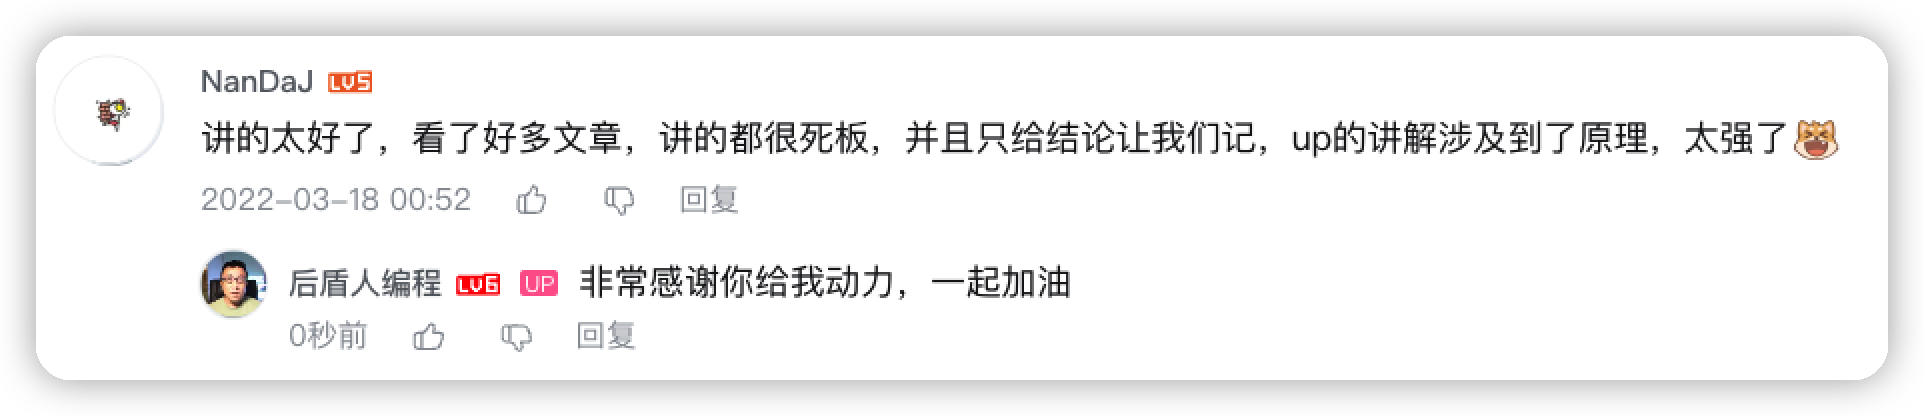 NanDaJ LV5
讲的太好了，看了好多文章，讲的都很死板，并且只给结论让我们记，up的讲解涉及到了原理，太强了
2022-03-18 00:52 回复
后盾人编程 LV6 UP 非常感谢你给我动力，一起加油
0秒前 回复